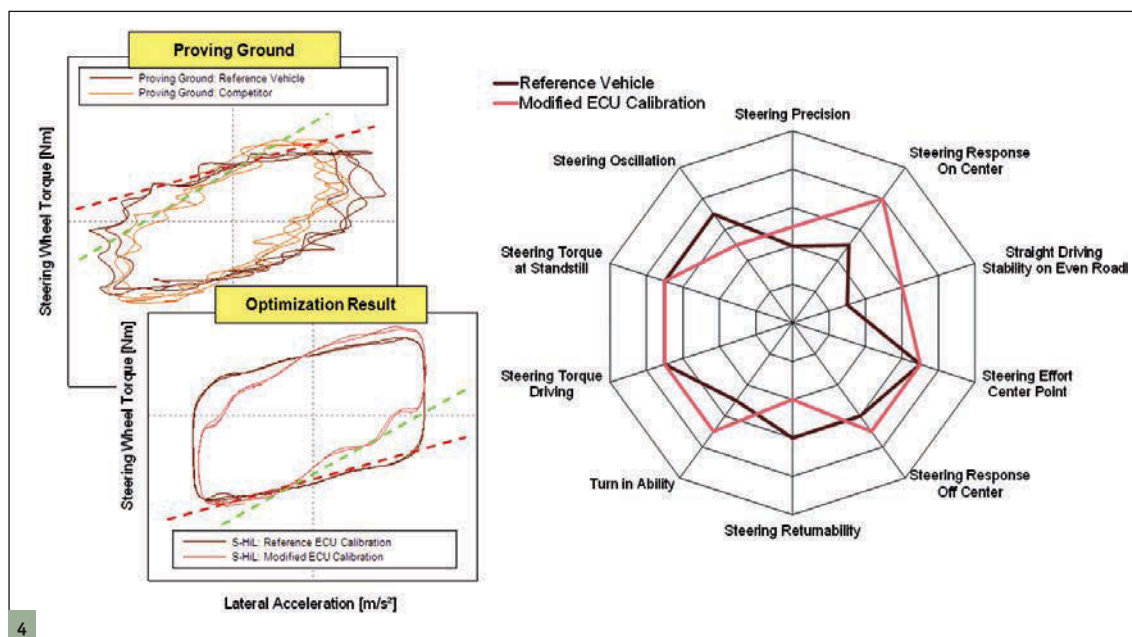 Proving Ground
Proving Ground: Reference Vehicle
Proving Ground: Competitor
Steering Wheel Torque [Nm]
Optimization Result
Steering Wheel Torque [Nm]
S-HiL: Reference ECU Calibration
S-HiL: Modified ECU Calibration
Lateral Acceleration [m/s²]
Reference Vehicle
Modified ECU Calibration
Steering Precision
Steering Response
On Center
Straight Driving
Stability on Even Roadl
Steering Effort
Center Point
Steering Response
Off Center
Steering Returnability
Turn in Ability
Steering Torque
Driving
Steering Torque
at Standstill
Steering Oscillation
4